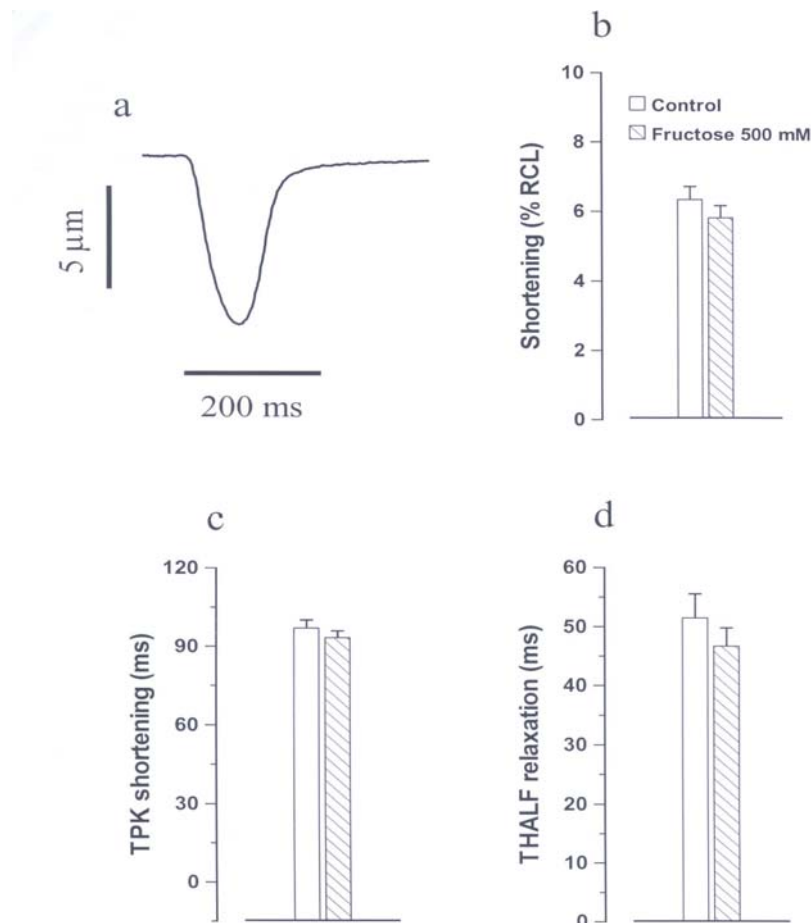 a
5 μm
200 ms
b
Shortening (% RCL)
10
8
6
4
2
0
Control
Fructose 500 mM
c
TPK shortening (ms)
120
90
60
30
0
d
THALF relaxation (ms)
60
50
40
30
20
10
0